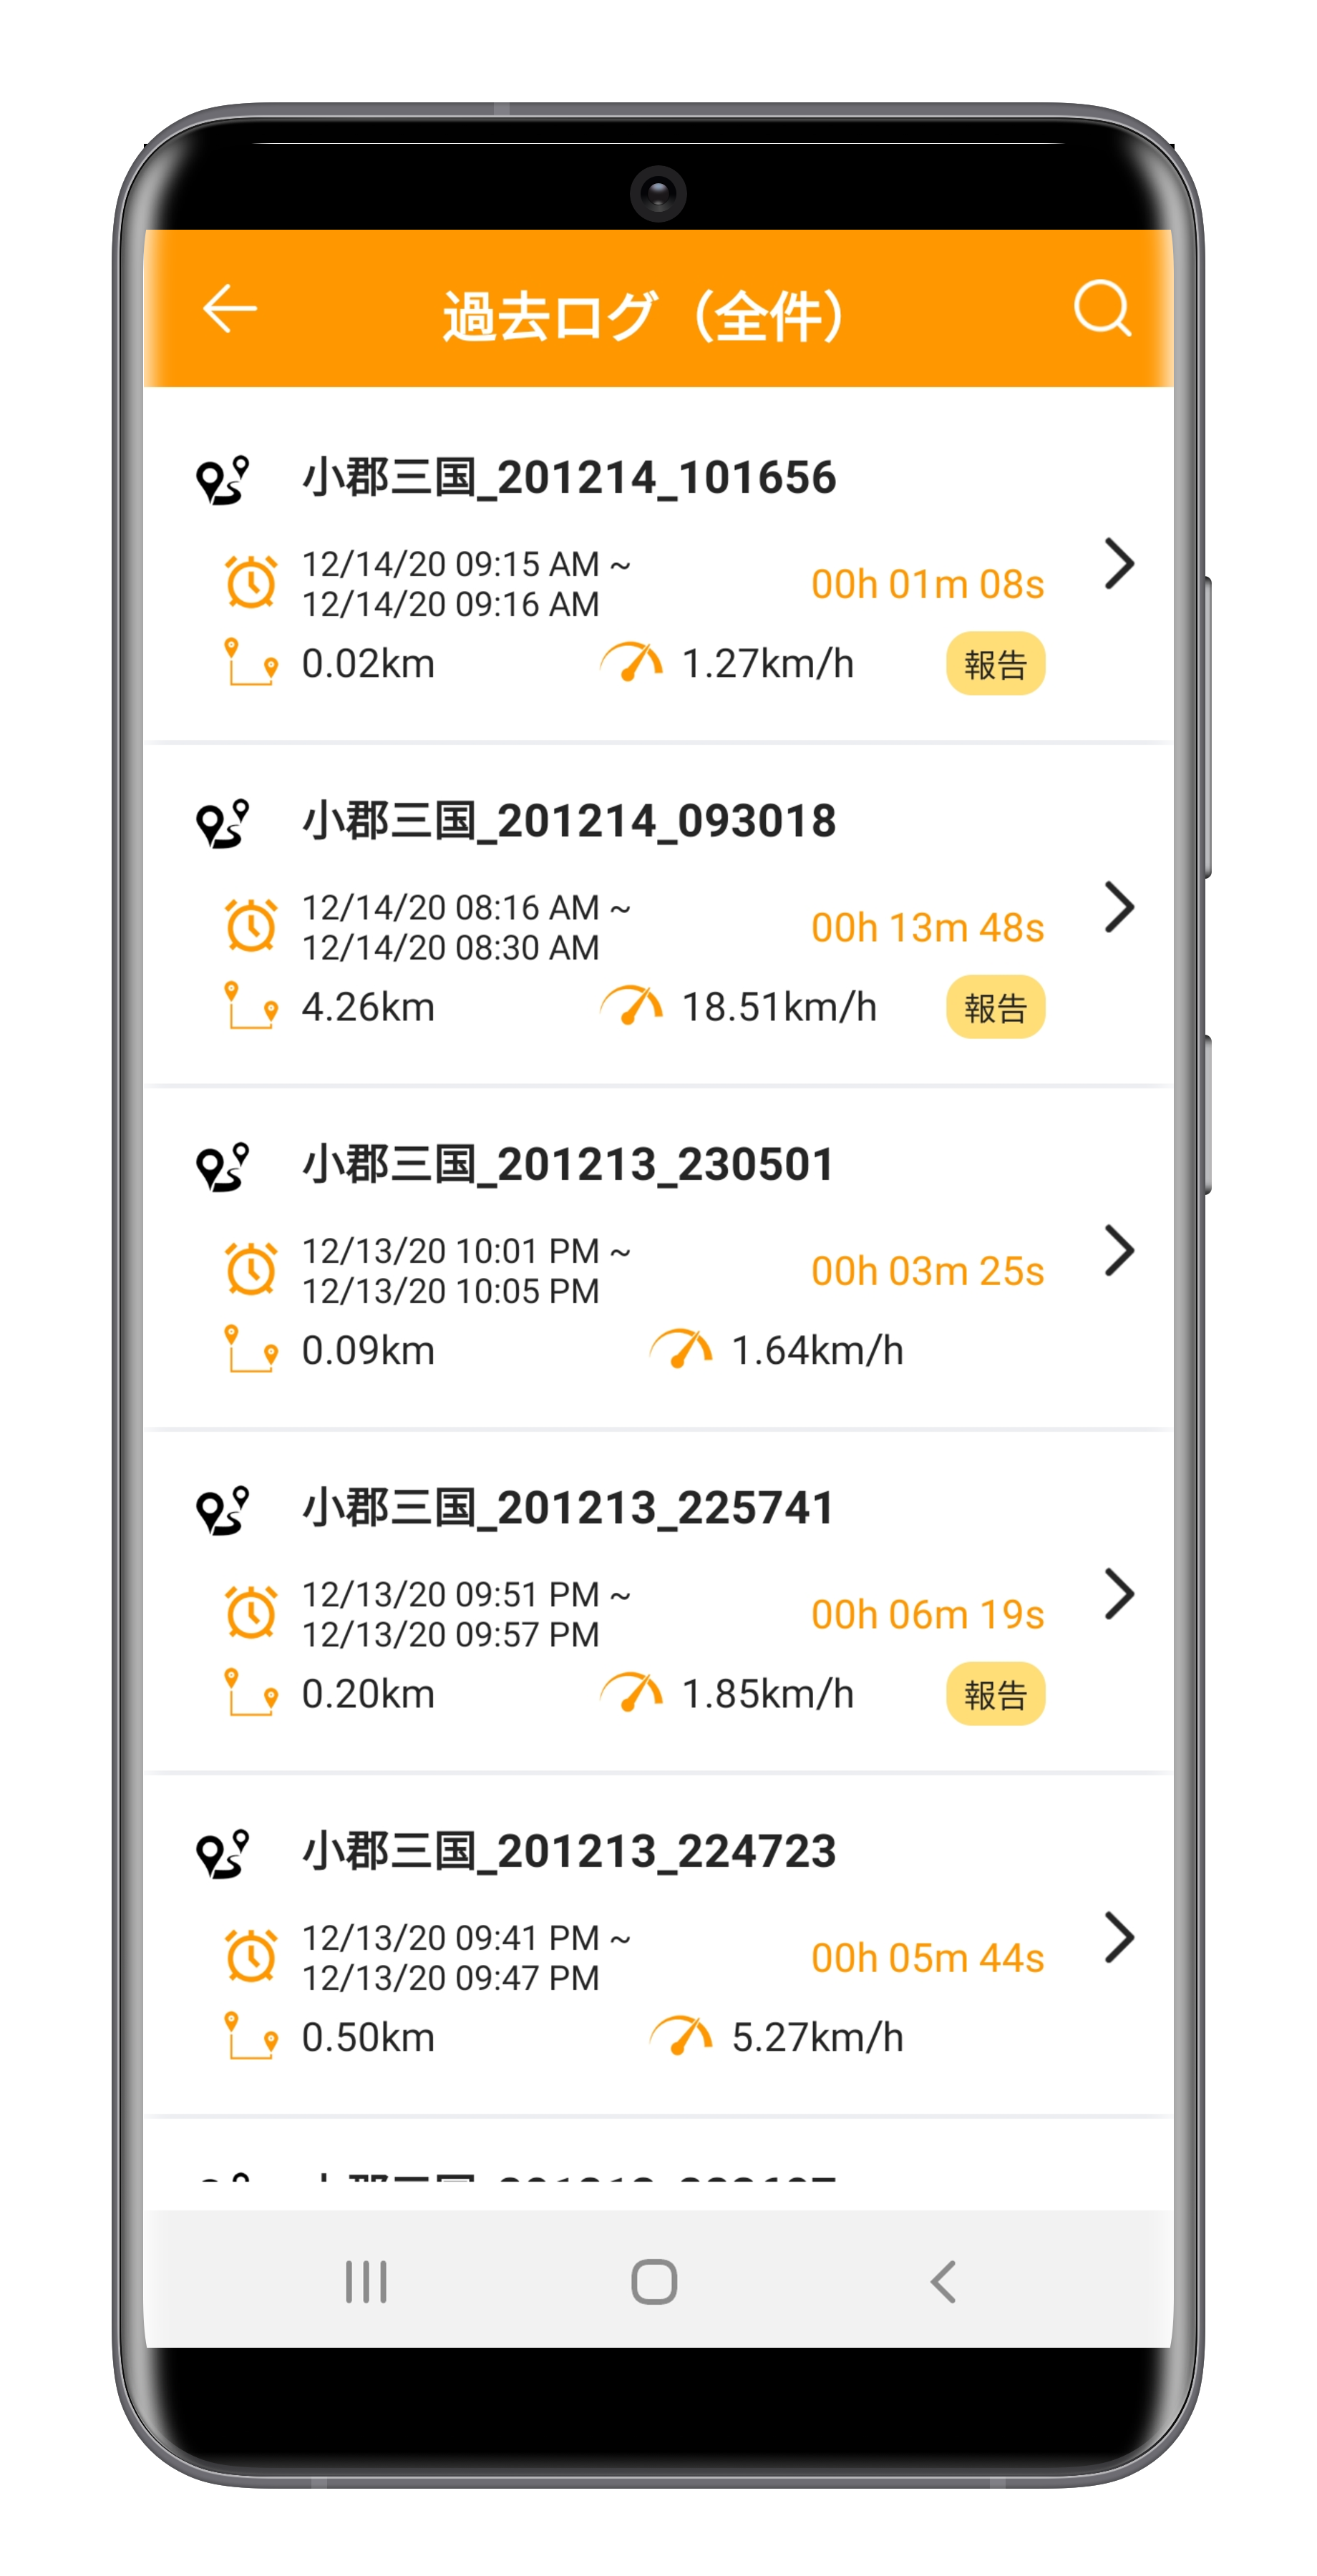 過去ログ（全件）
小郡三国_201214_101656
12/14/20 09:15 AM ~
12/14/20 09:16 AM
00h 01m 08s
0.02km
1.27km/h
報告
小郡三国_201214_093018
12/14/20 08:16 AM ~
12/14/20 08:30 AM
00h 13m 48s
4.26km
18.51km/h
報告
小郡三国_201213_230501
12/13/20 10:01 PM ~
12/13/20 10:05 PM
00h 03m 25s
0.09km
1.64km/h
小郡三国_201213_225741
12/13/20 09:51 PM ~
12/13/20 09:57 PM
00h 06m 19s
0.20km
1.85km/h
報告
小郡三国_201213_224723
12/13/20 09:41 PM ~
12/13/20 09:47 PM
00h 05m 44s
0.50km
5.27km/h